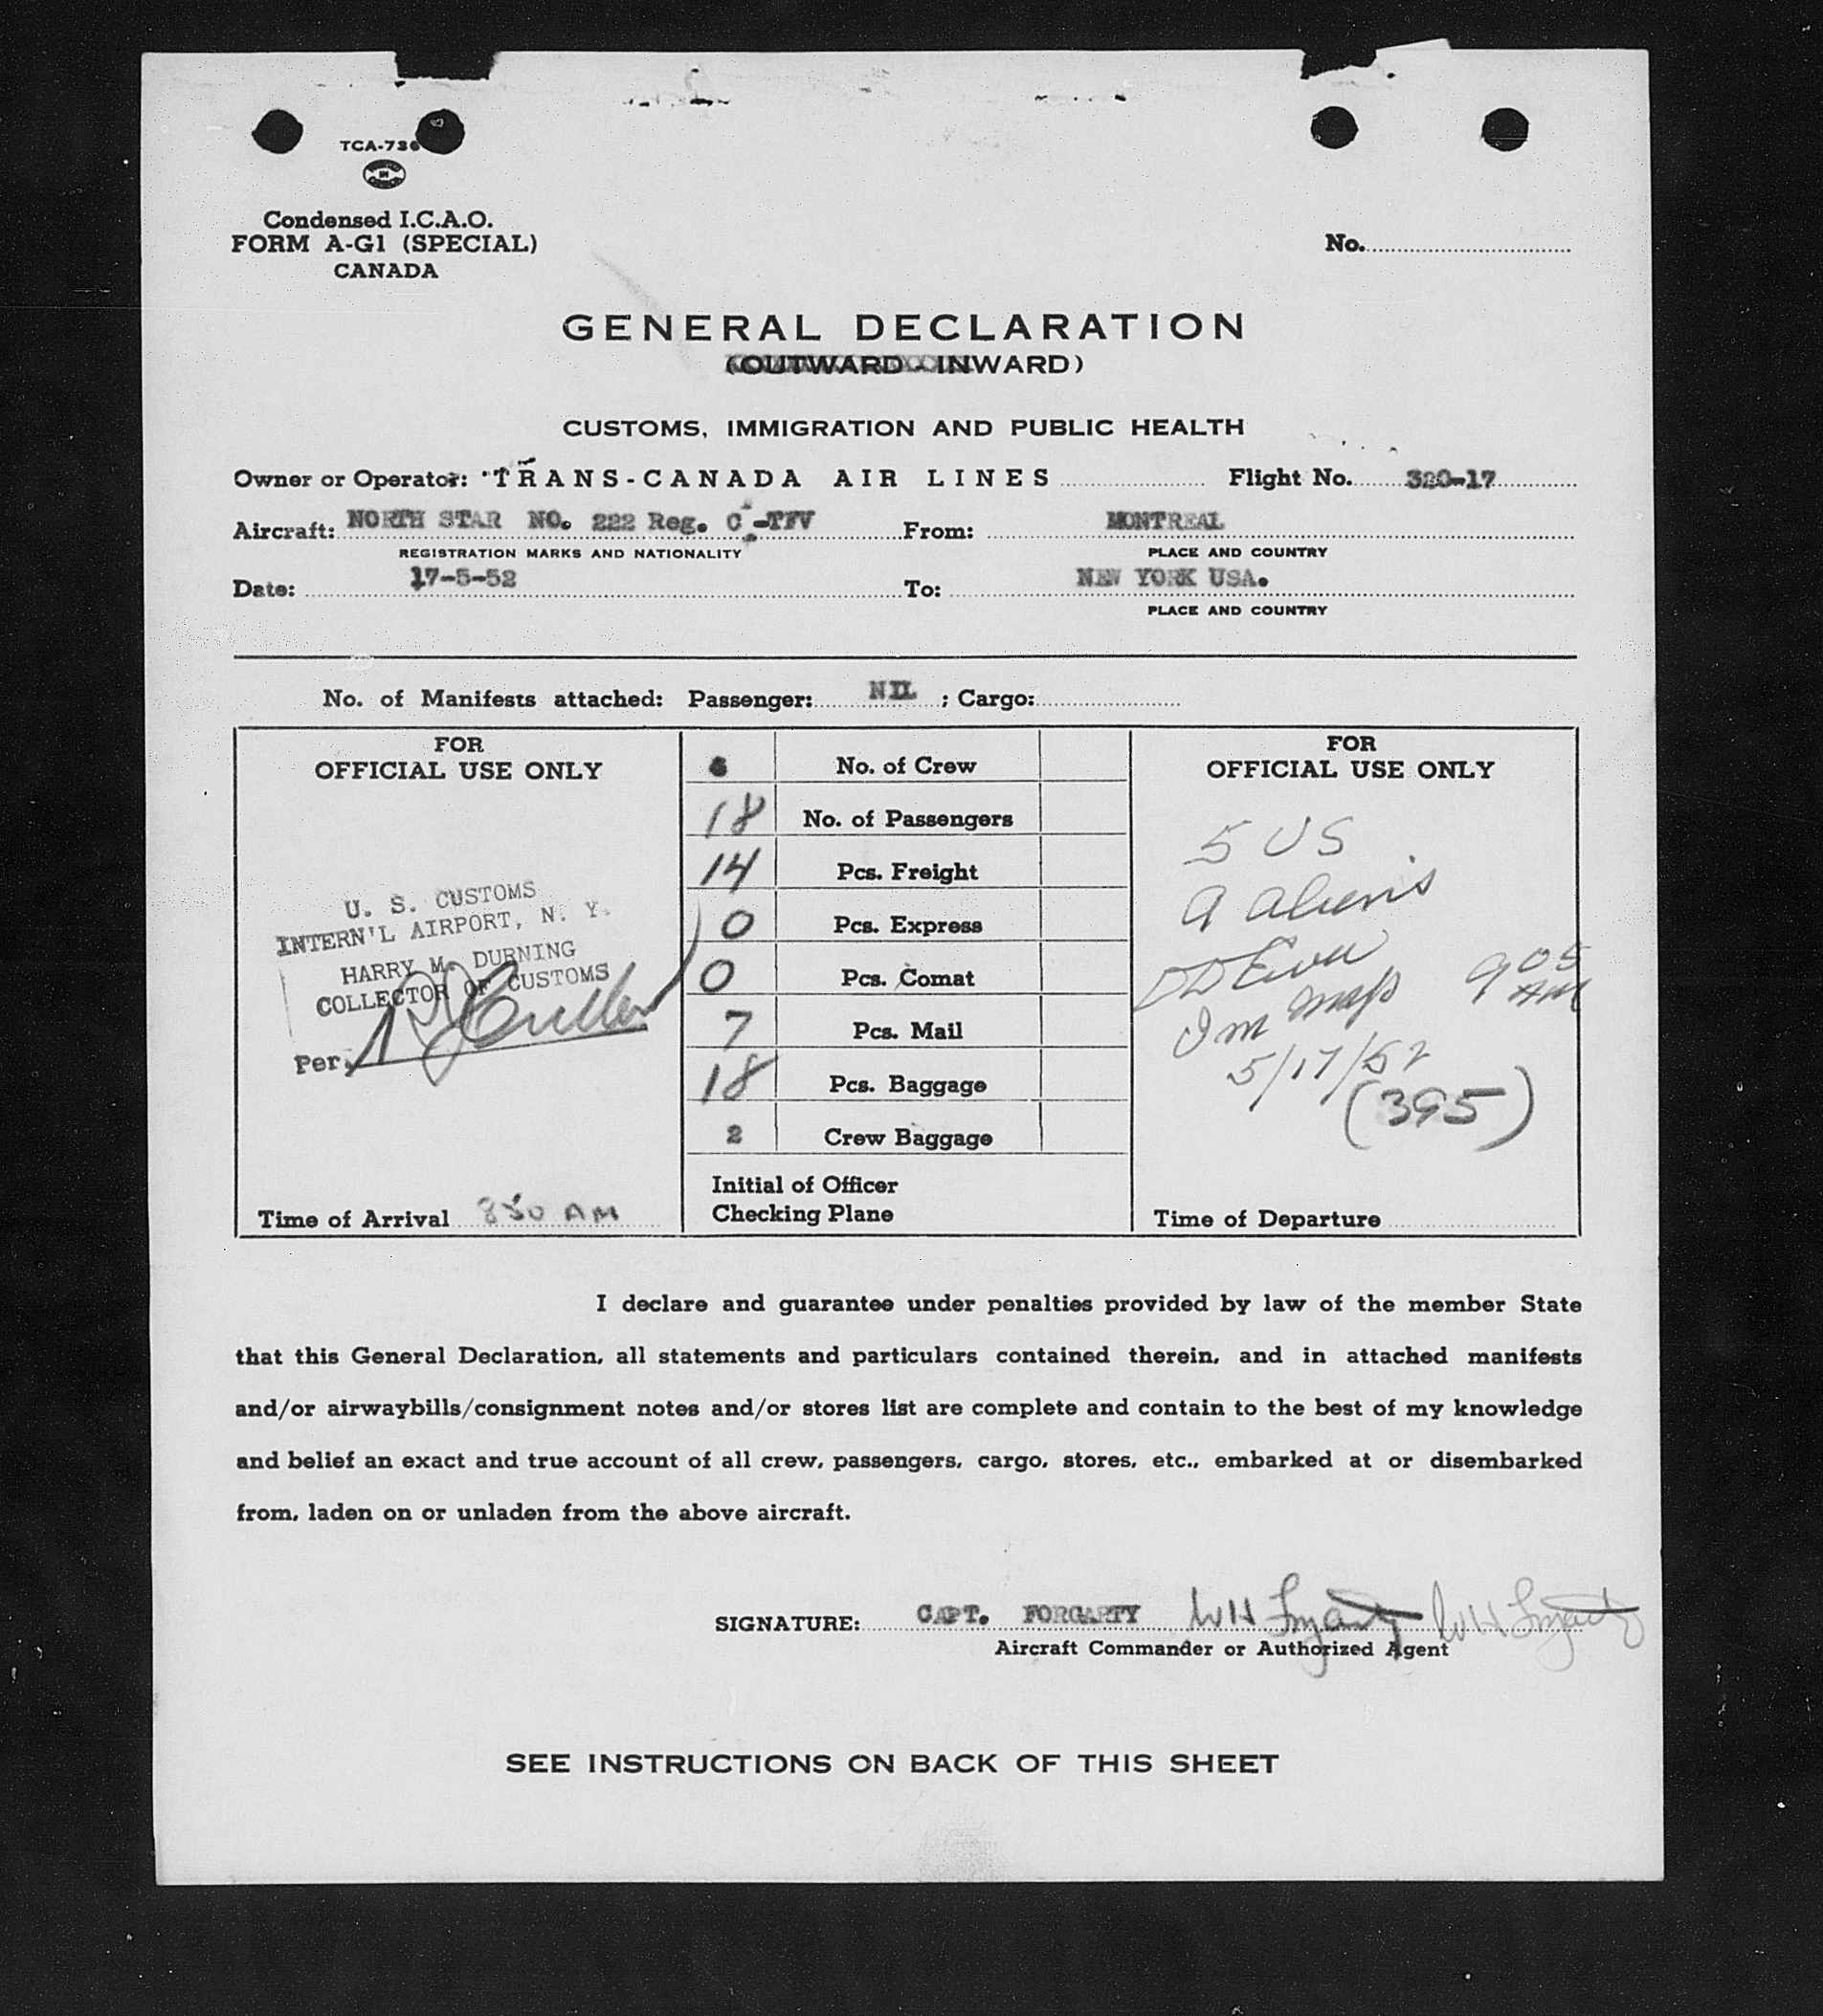 TCA-736
Condensed I.C.A.O.
FORM A-G1 (SPECIAL)
CANADA
No.
GENERAL DECLARATION
(OUTWARD - INWARD)
CUSTOMS, IMMIGRATION AND PUBLIC HEALTH
Owner or Operator: TRANS-CANADA AIR LINES Flight No. 320-17
Aircraft: NORTH STAR NO. 222 Reg. C-TFV From: MONTREAL
REGISTRATION MARKS AND NATIONALITY PLACE AND COUNTRY
Date: 17-5-52 To: NEW YORK USA.
PLACE AND COUNTRY
No. of Manifests attached: Passenger: NIL ; Cargo:
FOR
OFFICIAL USE ONLY
U. S. CUSTOMS
INTERN'L AIRPORT, N. Y.
HARRY M. DURNING
COLLECTOR OF CUSTOMS
Per.
Time of Arrival 850 AM
No. of Crew
18 No. of Passengers
14 Pcs. Freight
0 Pcs. Express
0 Pcs. Comat
7 Pcs. Mail
18 Pcs. Baggage
2 Crew Baggage
Initial of Officer
Checking Plane
FOR
OFFICIAL USE ONLY
5 US
9 aliens
905
AM
5/17/52
(395)
Time of Departure
I declare and guarantee under penalties provided by law of the member State
that this General Declaration, all statements and particulars contained therein, and in attached manifests
and/or airwaybills/consignment notes and/or stores list are complete and contain to the best of my knowledge
and belief an exact and true account of all crew, passengers, cargo, stores, etc., embarked at or disembarked
from, laden on or unladen from the above aircraft.
SIGNATURE: CAPT. FORGARTY
Aircraft Commander or Authorized Agent
SEE INSTRUCTIONS ON BACK OF THIS SHEET